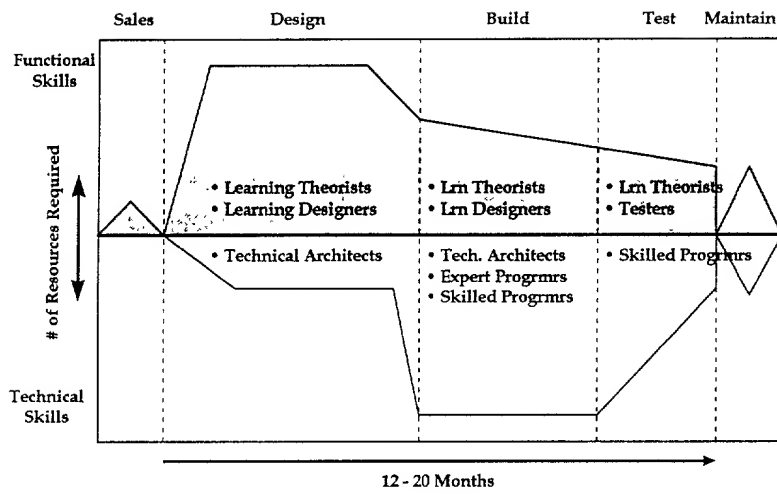 Sales Design Build Test Maintain
Functional
Skills
# of Resources Required
• Learning Theorists
• Learning Designers
• Lrn Theorists
• Lrn Designers
• Lrn Theorists
• Testers
• Technical Architects
• Tech. Architects
• Expert Progrmrs
• Skilled Progrmrs
• Skilled Progrmrs
Technical
Skills
12 - 20 Months